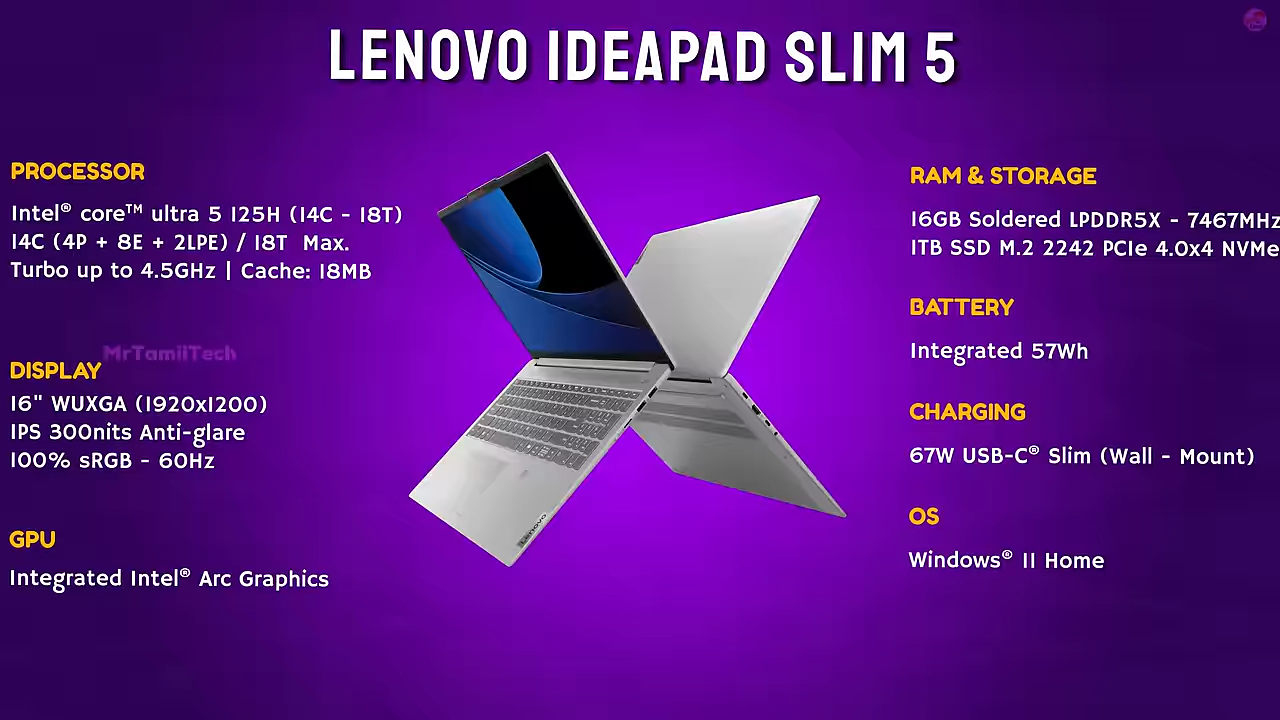 LENOVO IDEAPAD SLIM 5
PROCESSOR
Intel® core™ ultra 5 125H (14C - 18T)
14C (4P + 8E + 2LPE) / 18T Max.
Turbo up to 4.5GHz | Cache: 18MB
MrTamilTech
DISPLAY
16" WUXGA (1920x1200)
IPS 300nits Anti-glare
100% sRGB - 60Hz
GPU
Integrated Intel® Arc Graphics
Lenovo
RAM & STORAGE
16GB Soldered LPDDR5X - 7467MHz
1TB SSD M.2 2242 PCIe 4.0x4 NVMe
BATTERY
Integrated 57Wh
CHARGING
67W USB-C® Slim (Wall - Mount)
OS
Windows® 11 Home